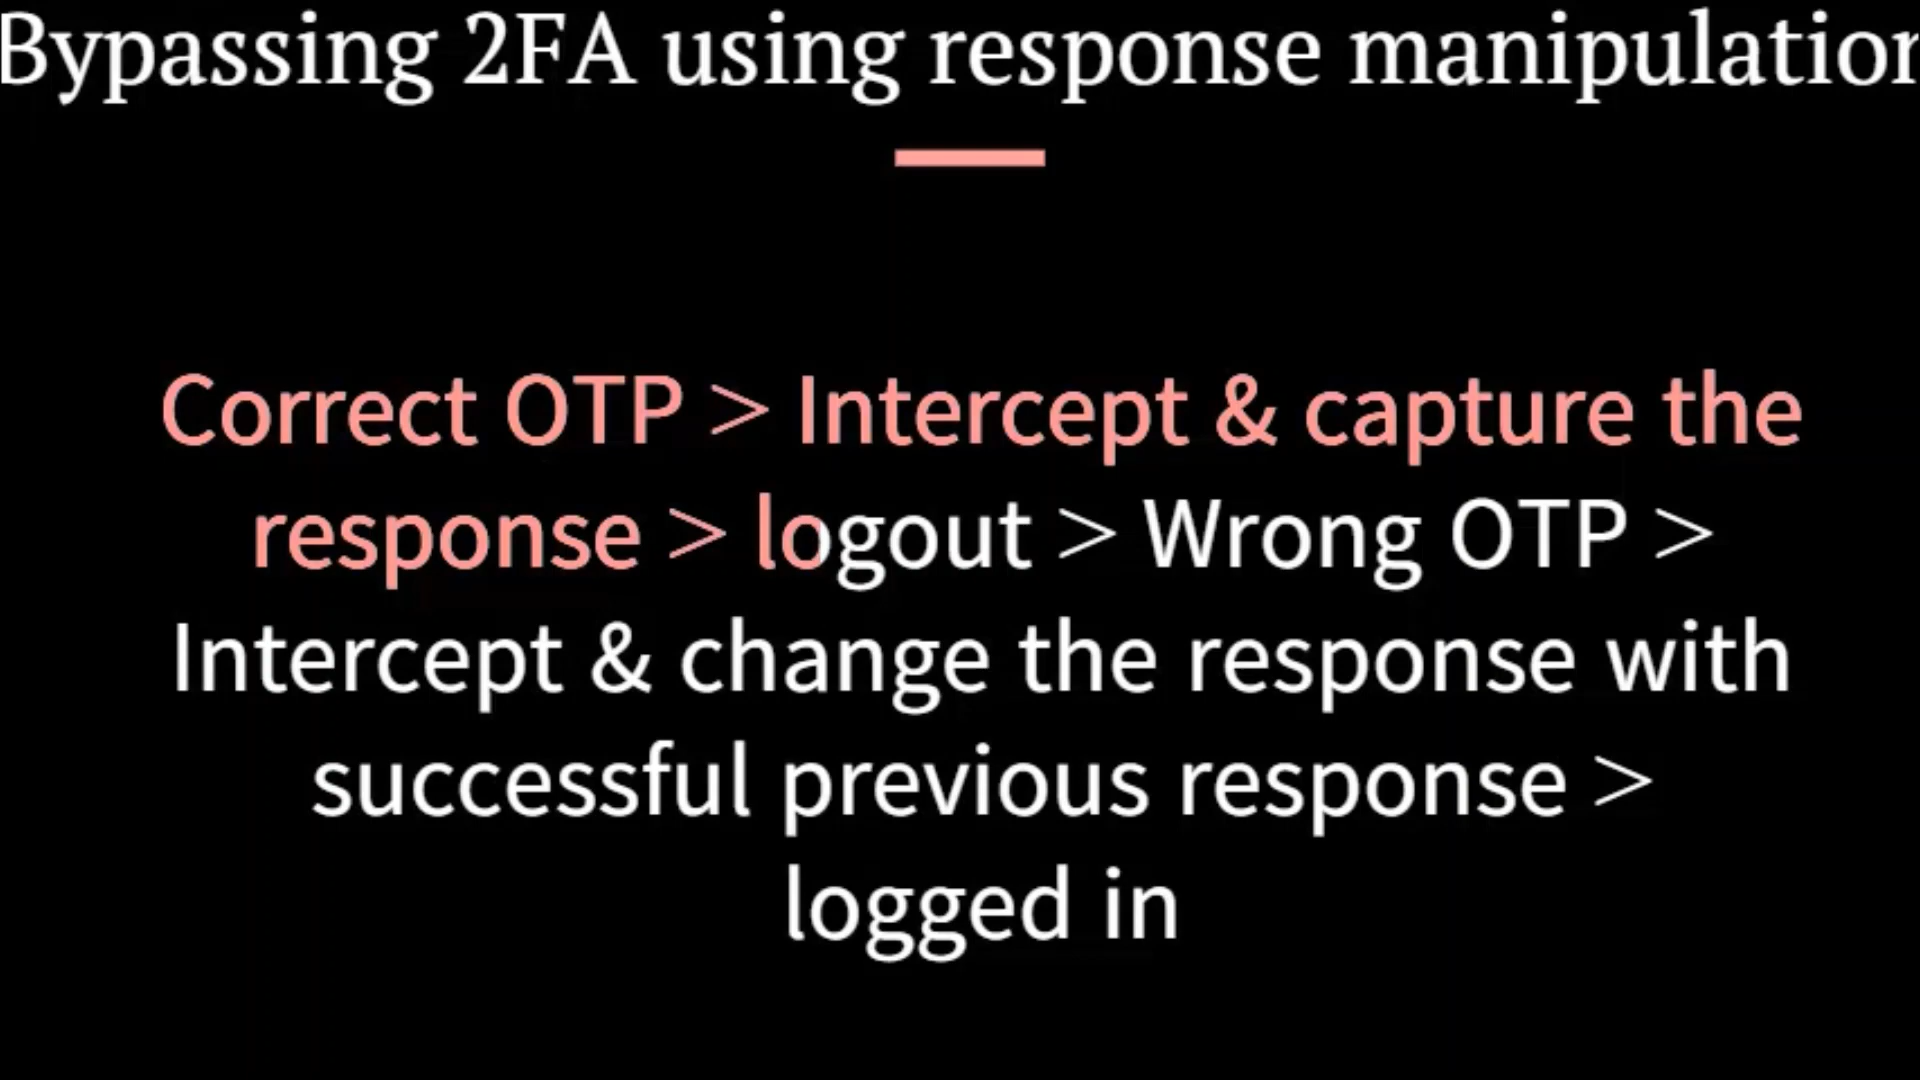 Bypassing 2FA using response manipulation
Correct OTP > Intercept & capture the
response > logout > Wrong OTP >
Intercept & change the response with
successful previous response >
logged in